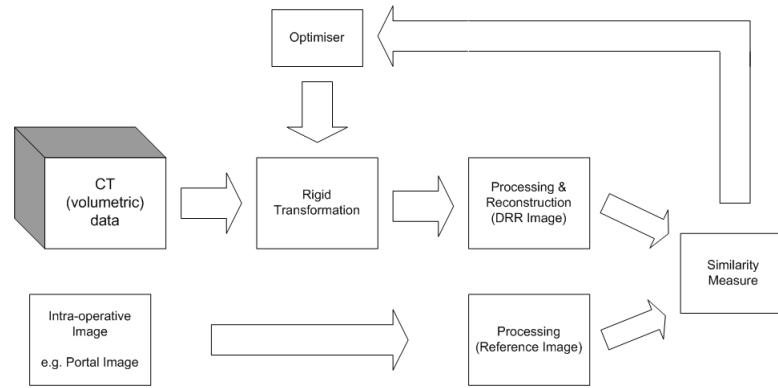 Optimiser
CT
(volumetric)
data
Rigid
Transformation
Processing &
Reconstruction
(DRR Image)
Similarity
Measure
Intra-operative
Image
e.g. Portal Image
Processing
(Reference Image)